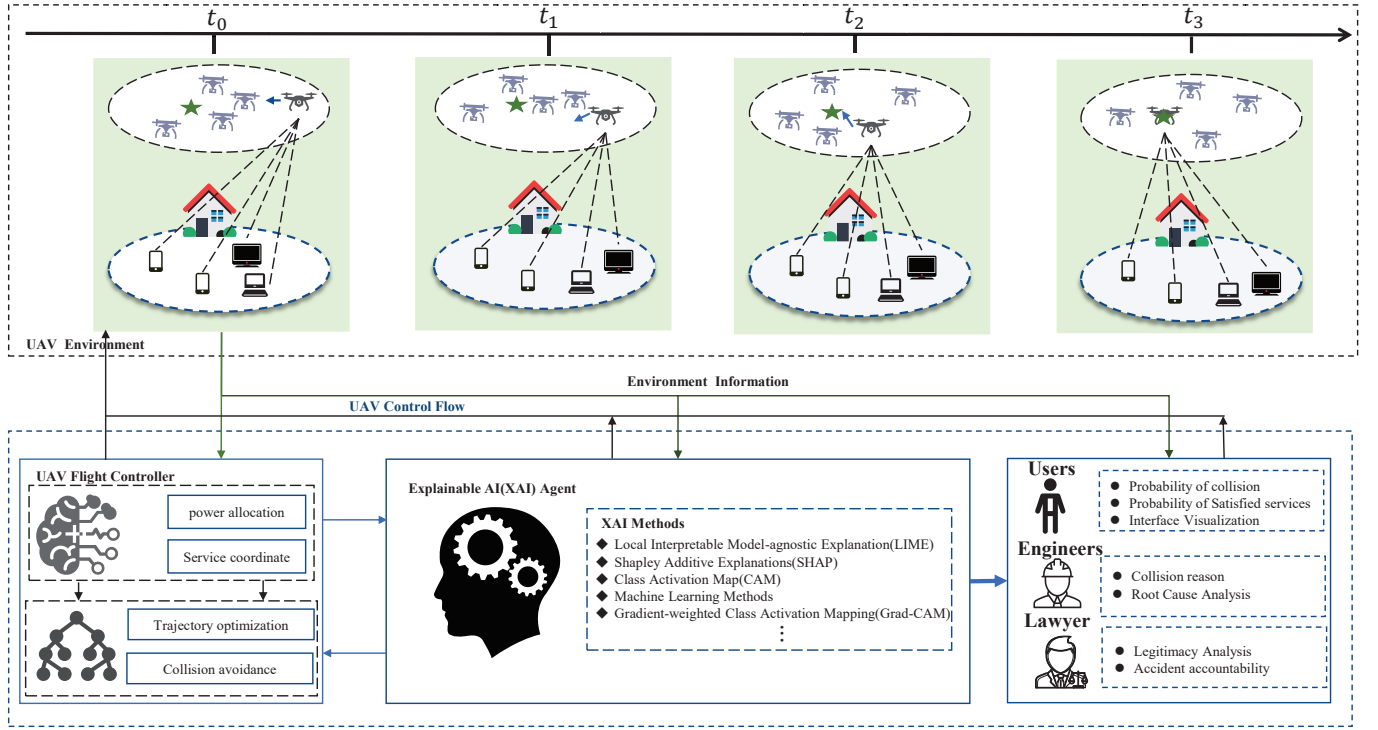 t0
t1
t2
t3
UAV Environment
Environment Information
UAV Control Flow
UAV Flight Controller
power allocation
Service coordinate
Trajectory optimization
Collision avoidance
Explainable AI(XAI) Agent
XAI Methods
◆ Local Interpretable Model-agnostic Explanation(LIME)
◆ Shapley Additive Explanations(SHAP)
◆ Class Activation Map(CAM)
◆ Machine Learning Methods
◆ Gradient-weighted Class Activation Mapping(Grad-CAM)
⋮
Users
● Probability of collision
● Probability of Satisfied services
● Interface Visualization
Engineers
● Collision reason
● Root Cause Analysis
Lawyer
● Legitimacy Analysis
● Accident accountability